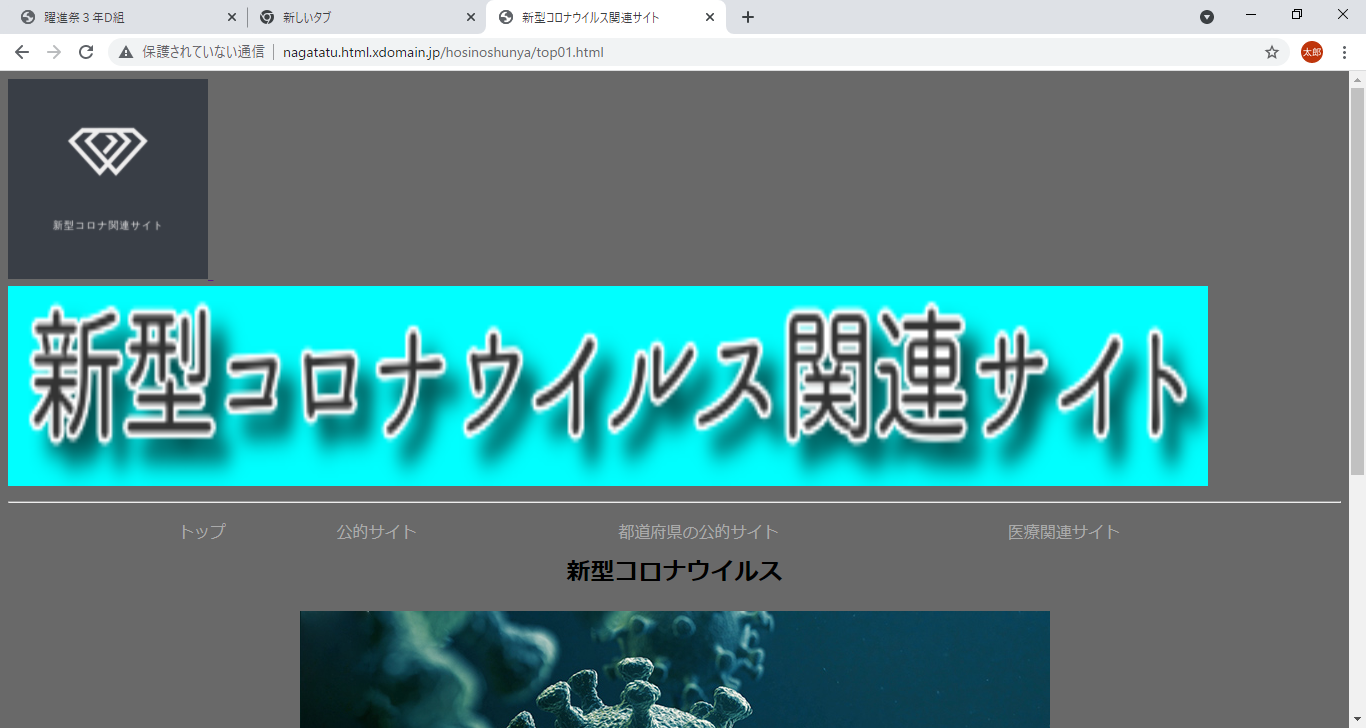 躍進祭３年D組
新しいタブ
新型コロナウイルス関連サイト
保護されていない通信
nagatatu.html.xdomain.jp/hosinoshunya/top01.html
太郎
新型コロナ関連サイト
新型コロナウイルス関連サイト
トップ 公的サイト 都道府県の公的サイト 医療関連サイト
新型コロナウイルス